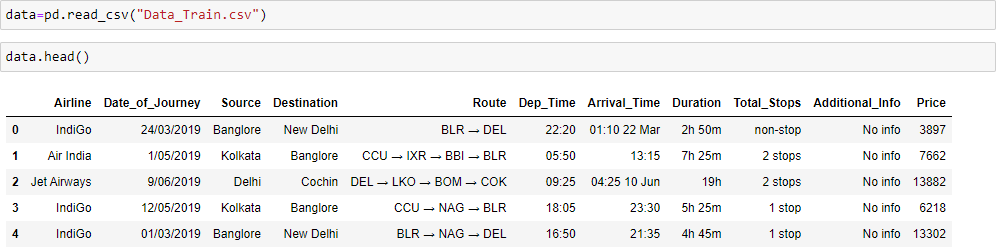 data=pd.read_csv("Data_Train.csv")
data.head()
Airline Date_of_Journey Source Destination Route Dep_Time Arrival_Time Duration Total_Stops Additional_Info Price
0 IndiGo 24/03/2019 Banglore New Delhi BLR → DEL 22:20 01:10 22 Mar 2h 50m non-stop No info 3897
1 Air India 1/05/2019 Kolkata Banglore CCU → IXR → BBI → BLR 05:50 13:15 7h 25m 2 stops No info 7662
2 Jet Airways 9/06/2019 Delhi Cochin DEL → LKO → BOM → COK 09:25 04:25 10 Jun 19h 2 stops No info 13882
3 IndiGo 12/05/2019 Kolkata Banglore CCU → NAG → BLR 18:05 23:30 5h 25m 1 stop No info 6218
4 IndiGo 01/03/2019 Banglore New Delhi BLR → NAG → DEL 16:50 21:35 4h 45m 1 stop No info 13302